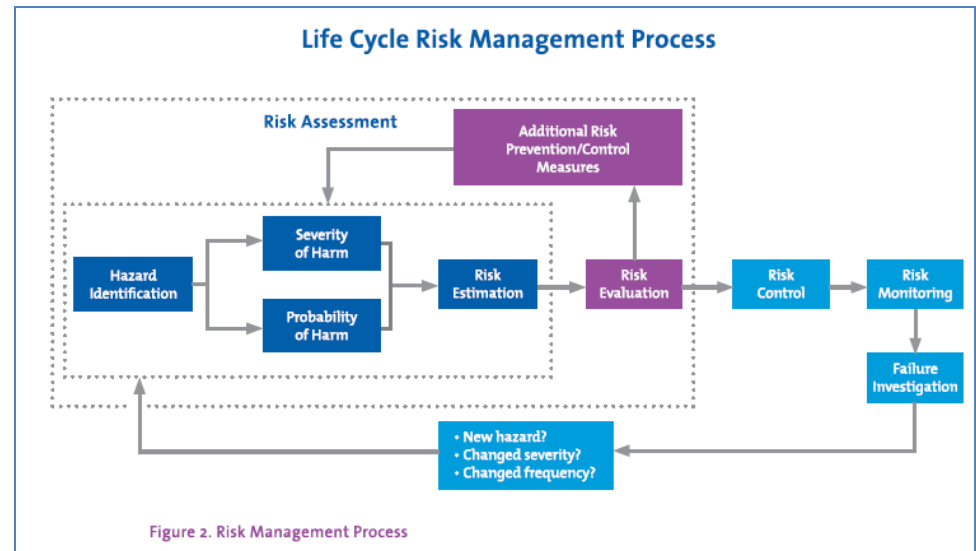 Life Cycle Risk Management Process
Risk Assessment
Additional Risk
Prevention/Control
Measures
Severity
of Harm
Hazard
Identification
Probability
of Harm
Risk
Estimation
Risk
Evaluation
Risk
Control
Risk
Monitoring
Failure
Investigation
• New hazard?
• Changed severity?
• Changed frequency?
Figure 2. Risk Management Process